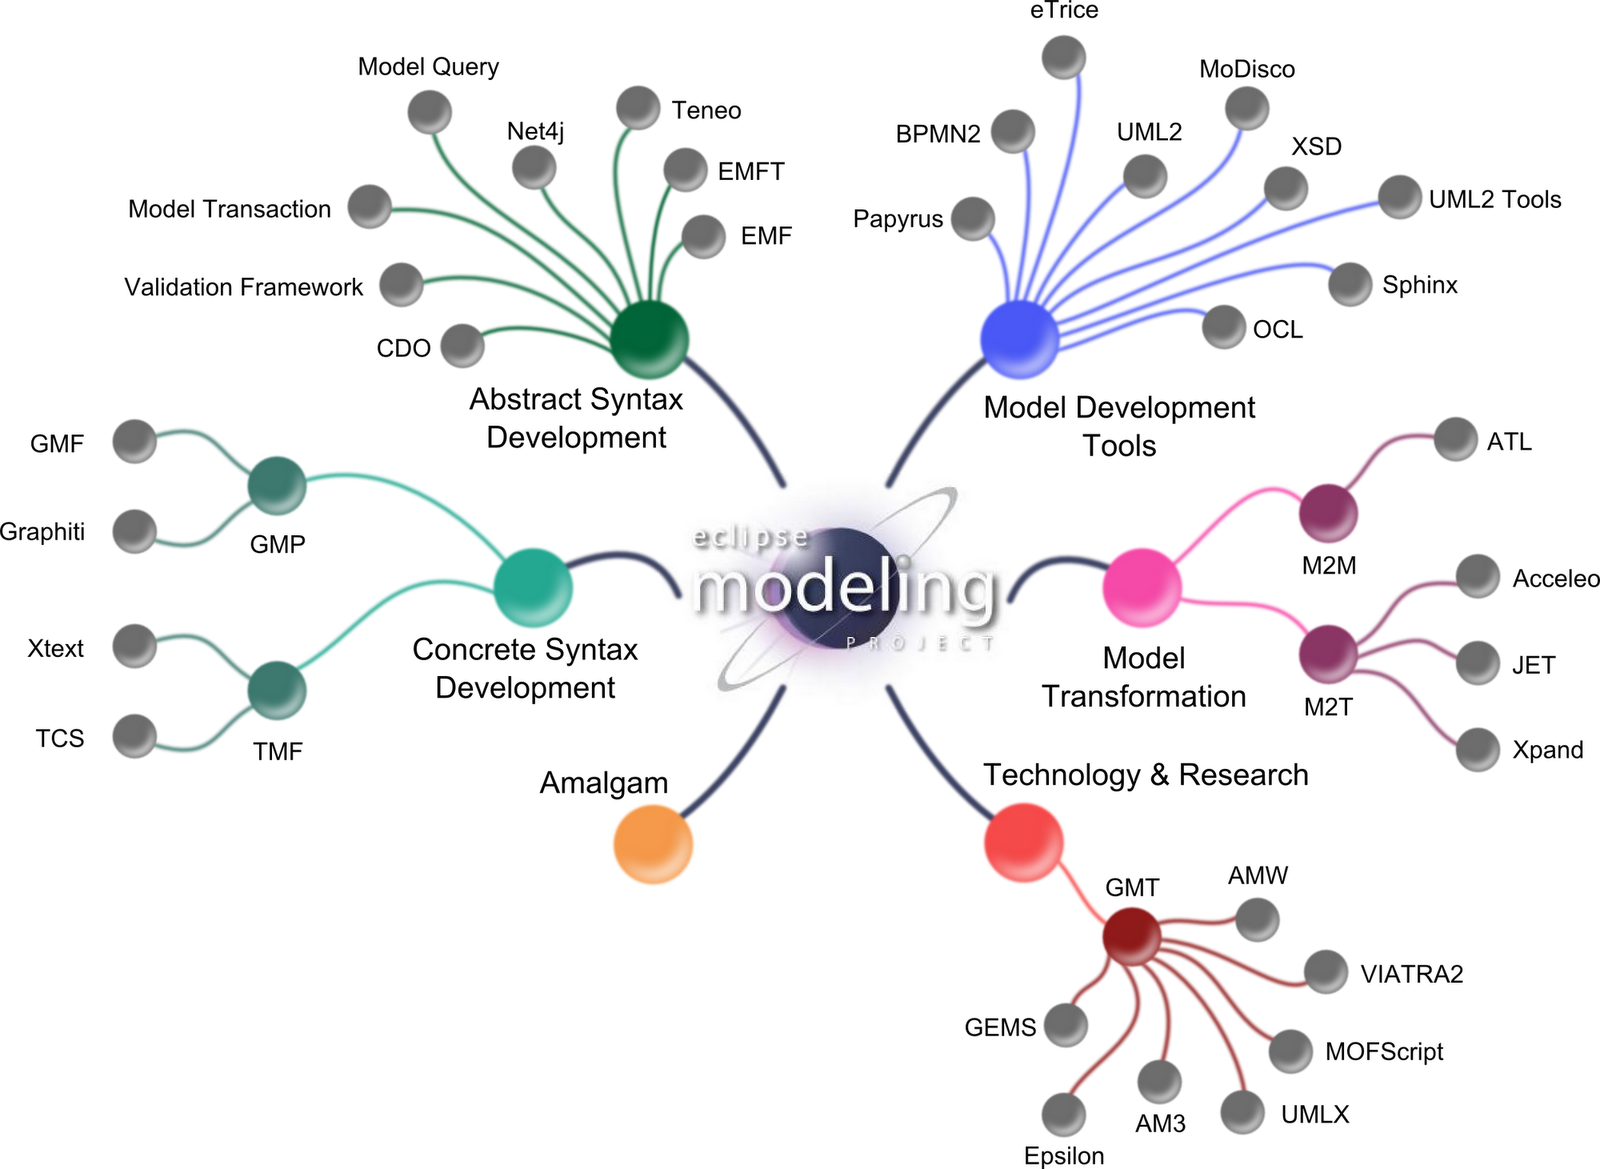 eTrice
Model Query
MoDisco
Teneo
Net4j
BPMN2
UML2
XSD
EMFT
Model Transaction
UML2 Tools
Papyrus
EMF
Validation Framework
Sphinx
CDO
OCL
Abstract Syntax
Development
Model Development
Tools
GMF
ATL
Graphiti
GMP
eclipse
modeling
PROJECT
M2M
Acceleo
Xtext
Concrete Syntax
Development
Model
Transformation
JET
TCS
TMF
M2T
Xpand
Amalgam
Technology & Research
GMT
AMW
VIATRA2
GEMS
MOFScript
AM3
UMLX
Epsilon